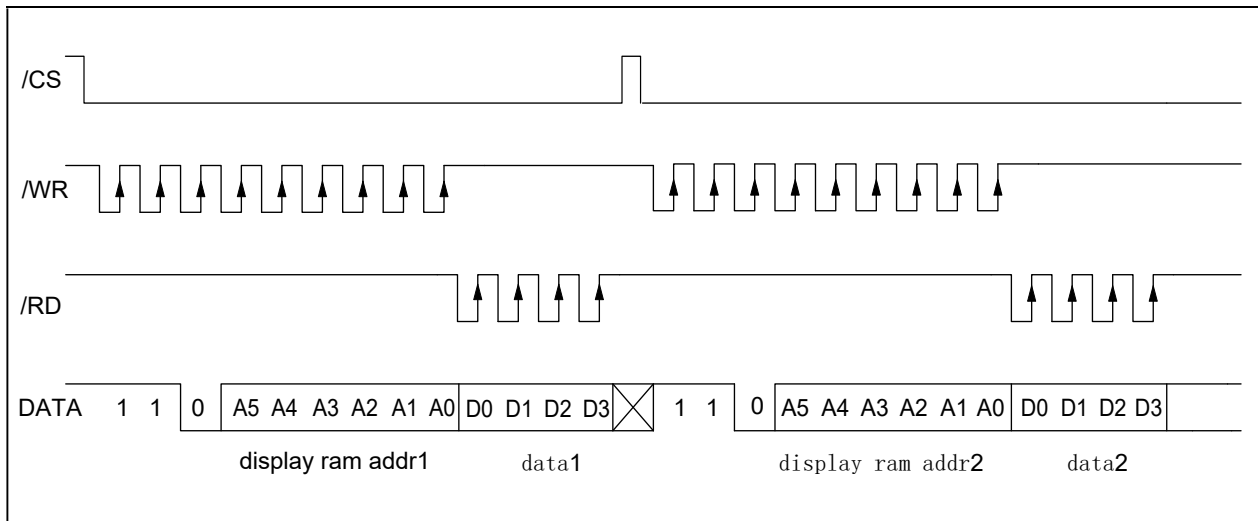 /CS
/WR
/RD
DATA 1 1 0 A5 A4 A3 A2 A1 A0 D0 D1 D2 D3 1 1 0 A5 A4 A3 A2 A1 A0 D0 D1 D2 D3
display ram addr1 data1 display ram addr2 data2